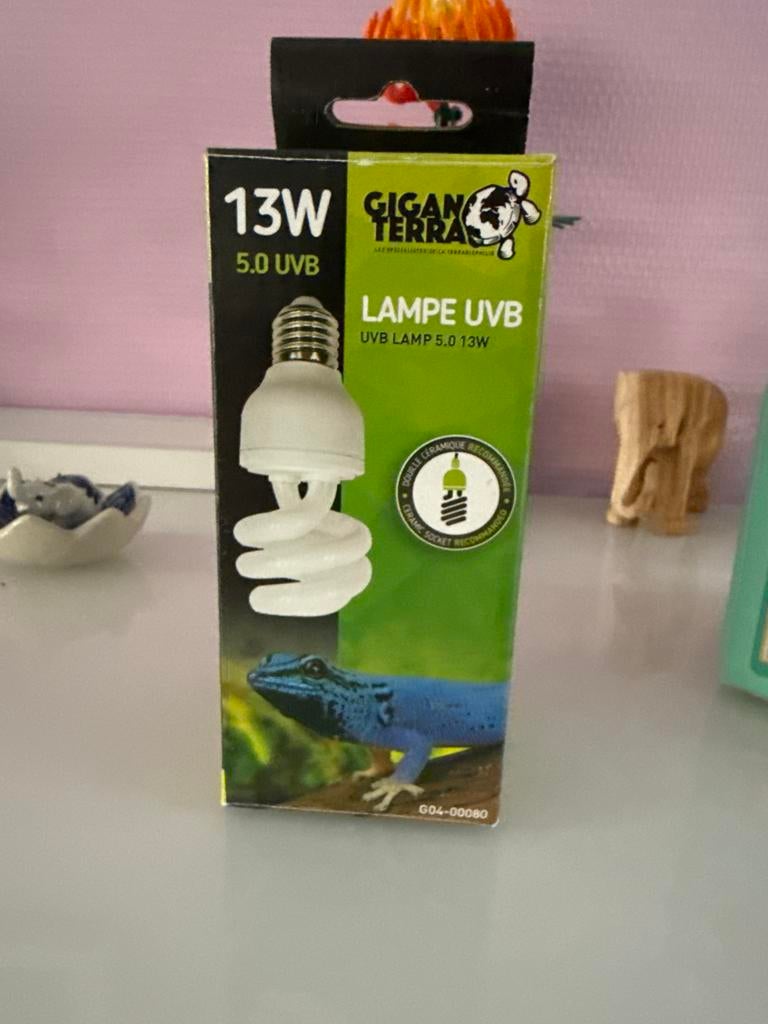 13W
5.0 UVB
GIGAN
TERRA
LAMPE UVB
UVB LAMP 5.0 13W
DOUILLE CÉRAMIQUE RECOMMANDÉE
CERAMIC SOCKET RECOMMENDED
G04-00080